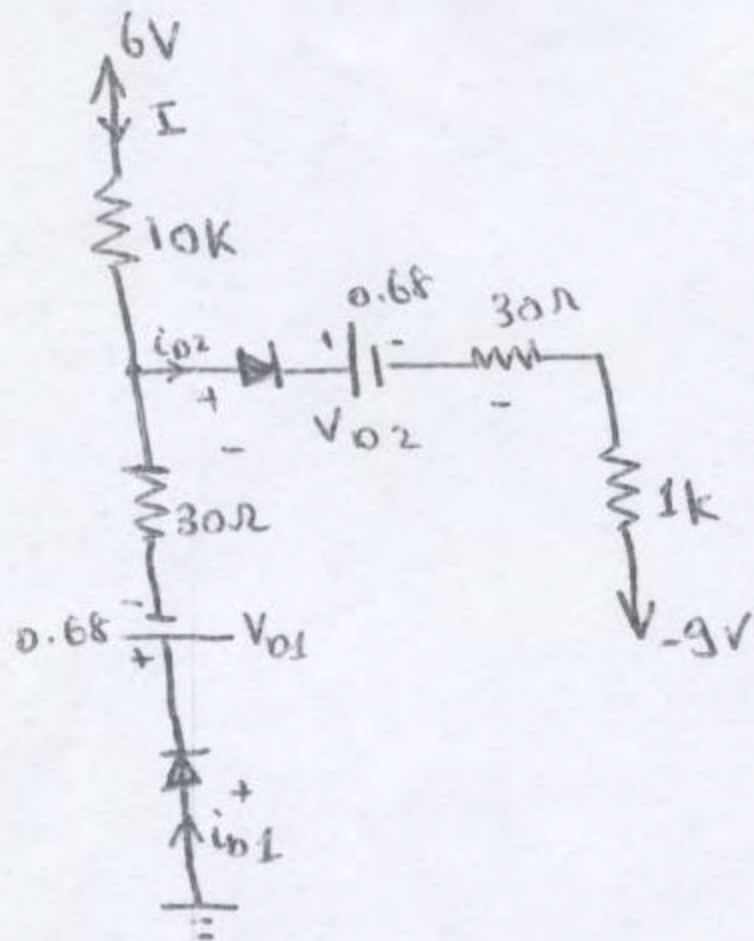 6V
I
10K
0.68
30Ω
iD2
+
-
+
-
-
VD2
30Ω
1k
-9V
-
0.68
VD1
+
+
iD1